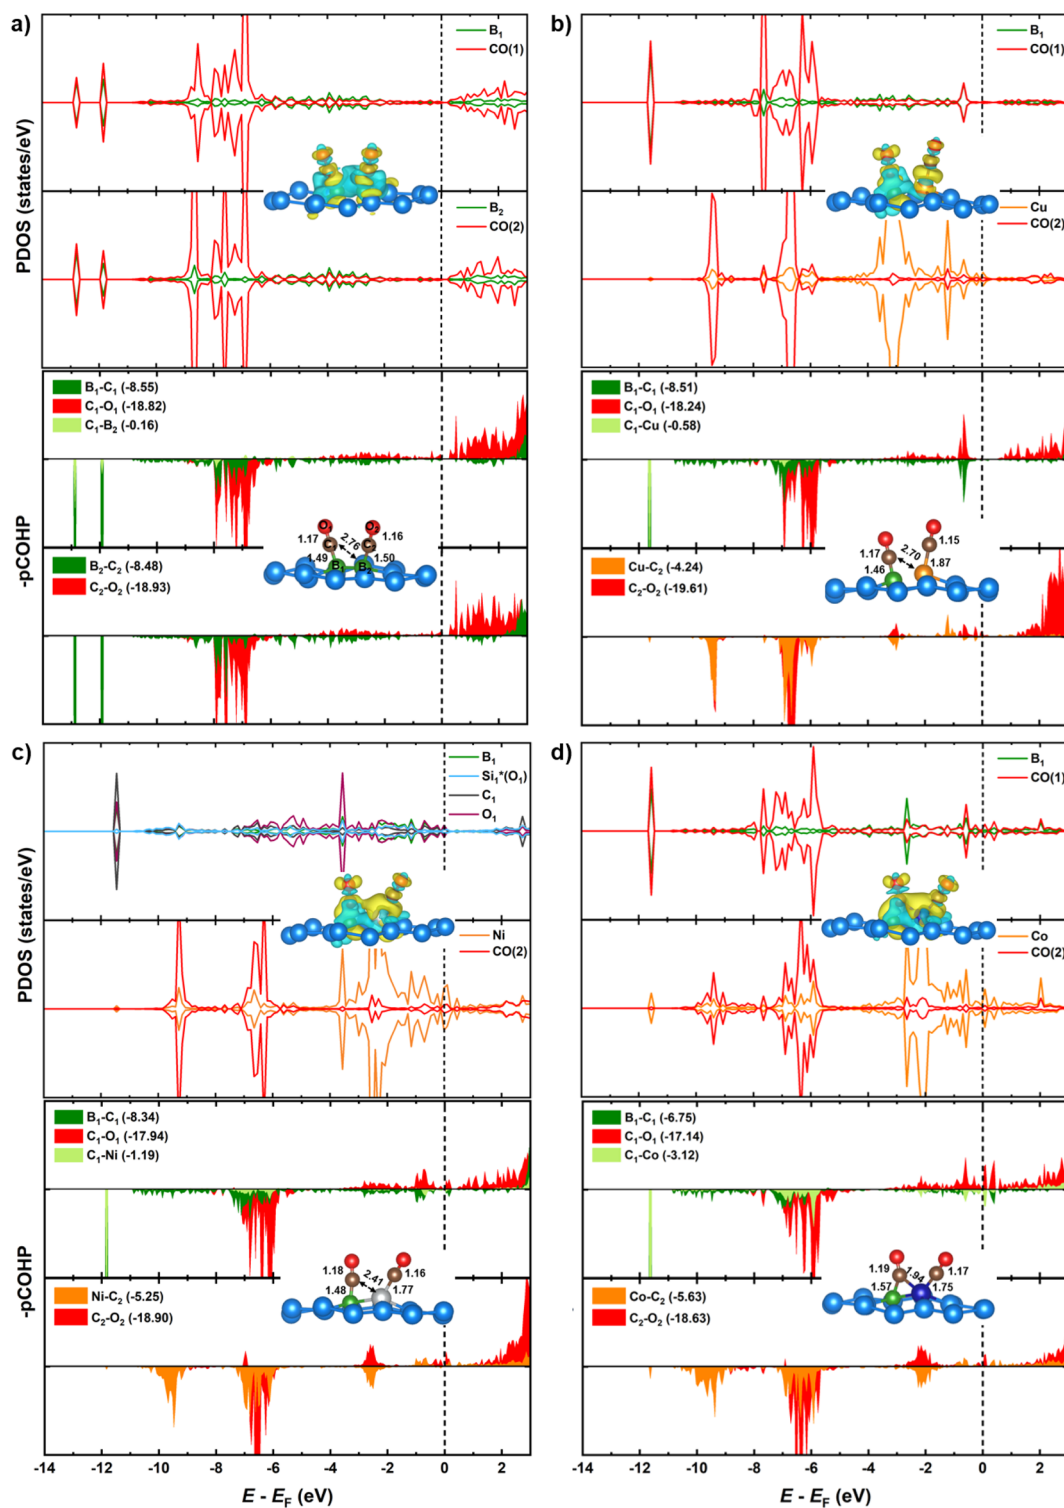 a)
B₁
CO(1)
B₂
CO(2)
PDOS (states/eV)
B₁-C₁ (-8.55)
C₁-O₁ (-18.82)
C₁-B₂ (-0.16)
1.17
2.76
1.16
1.49
1.50
B₂-C₂ (-8.48)
C₂-O₂ (-18.93)
-pCOHP
-14 -12 -10 -8 -6 -4 -2 0 2
b)
B₁
CO(1)
Cu
CO(2)
B₁-C₁ (-8.51)
C₁-O₁ (-18.24)
C₁-Cu (-0.58)
1.17
2.70
1.15
1.46
1.87
Cu-C₂ (-4.24)
C₂-O₂ (-19.61)
c)
B₁
Si₁*(O₁)
C₁
O₁
Ni
CO(2)
PDOS (states/eV)
B₁-C₁ (-8.34)
C₁-O₁ (-17.94)
C₁-Ni (-1.19)
1.18
2.41
1.16
1.48
1.77
Ni-C₂ (-5.25)
C₂-O₂ (-18.90)
-pCOHP
-14 -12 -10 -8 -6 -4 -2 0
E - E_F (eV)
d)
B₁
CO(1)
Co
CO(2)
B₁-C₁ (-6.75)
C₁-O₁ (-17.14)
C₁-Co (-3.12)
1.19
1.94
1.17
1.57
1.75
Co-C₂ (-5.63)
C₂-O₂ (-18.63)
-12 -10 -8 -6 -4 -2 0 2
E - E_F (eV)